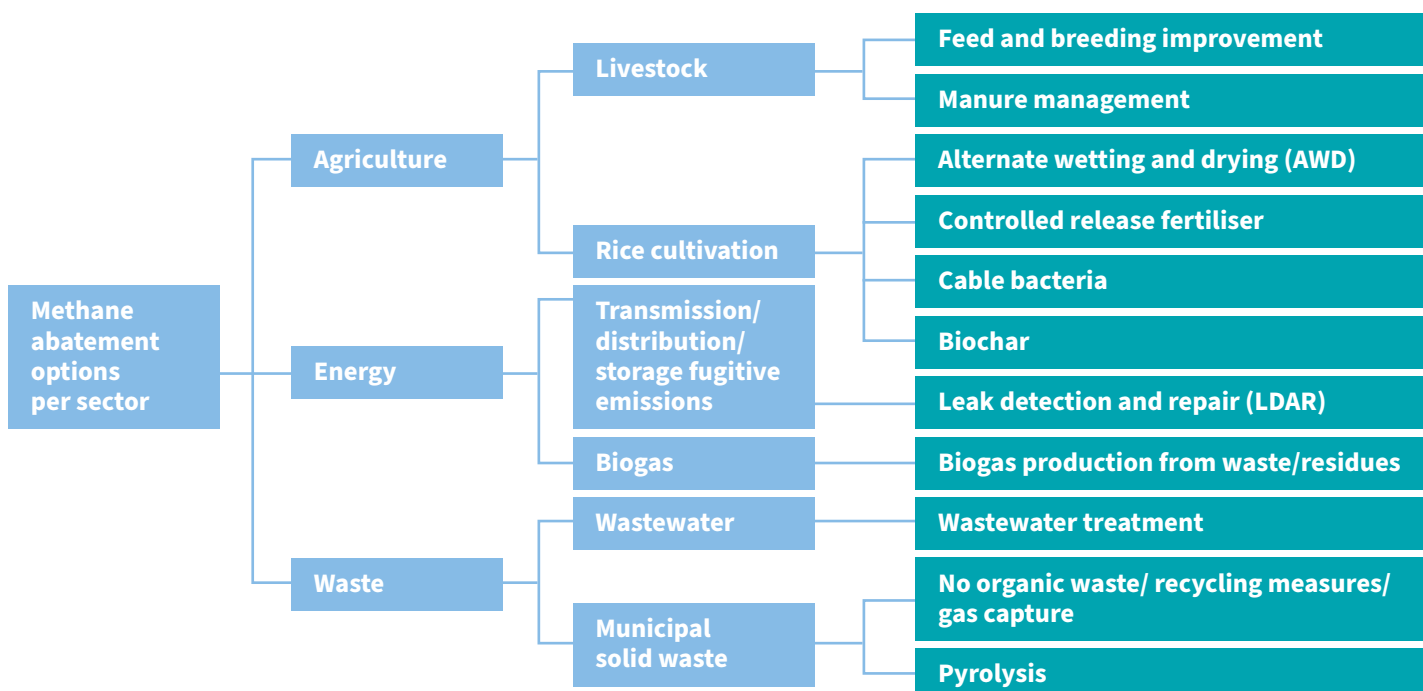 Methane
abatement
options
per sector
Agriculture
Energy
Waste
Livestock
Rice cultivation
Transmission/
distribution/
storage fugitive
emissions
Biogas
Wastewater
Municipal
solid waste
Feed and breeding improvement
Manure management
Alternate wetting and drying (AWD)
Controlled release fertiliser
Cable bacteria
Biochar
Leak detection and repair (LDAR)
Biogas production from waste/residues
Wastewater treatment
No organic waste/ recycling measures/
gas capture
Pyrolysis